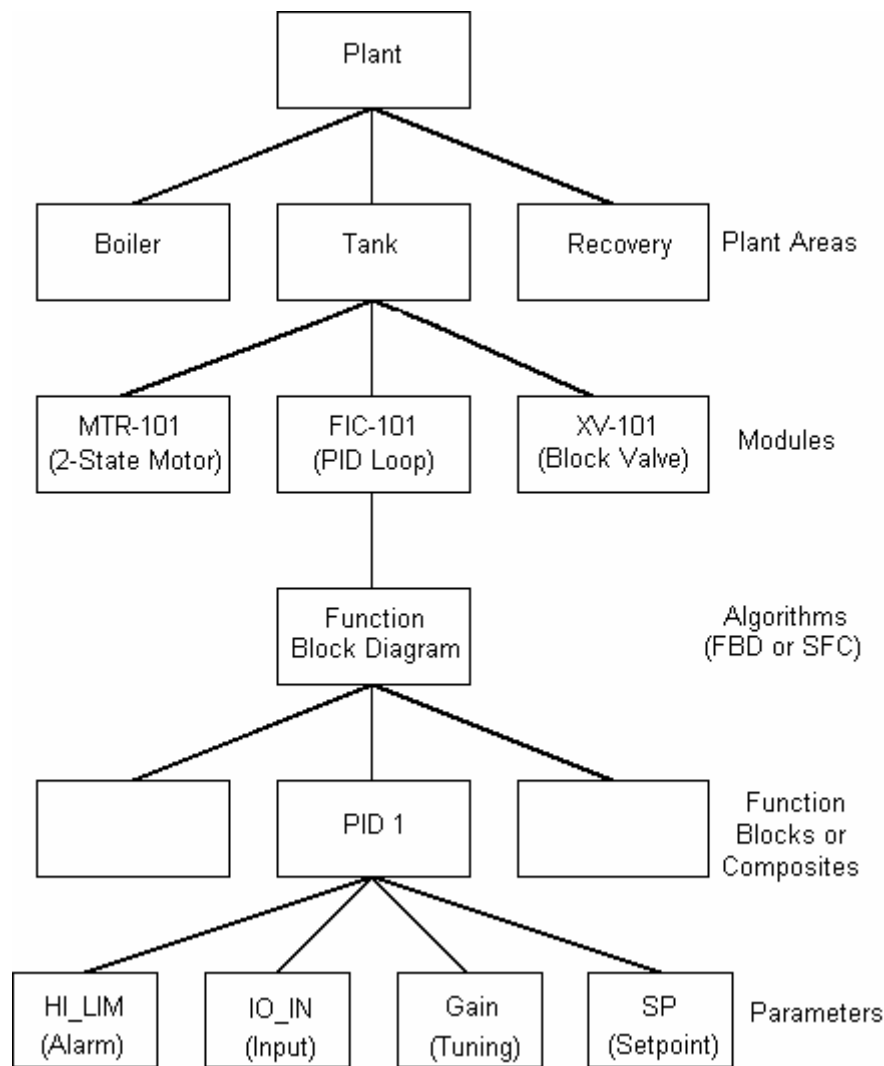 Plant
Boiler
Tank
Recovery
Plant Areas
MTR-101
(2-State Motor)
FIC-101
(PID Loop)
XV-101
(Block Valve)
Modules
Function
Block Diagram
Algorithms
(FBD or SFC)
PID 1
Function
Blocks or
Composites
HI_LIM
(Alarm)
IO_IN
(Input)
Gain
(Tuning)
SP
(Setpoint)
Parameters